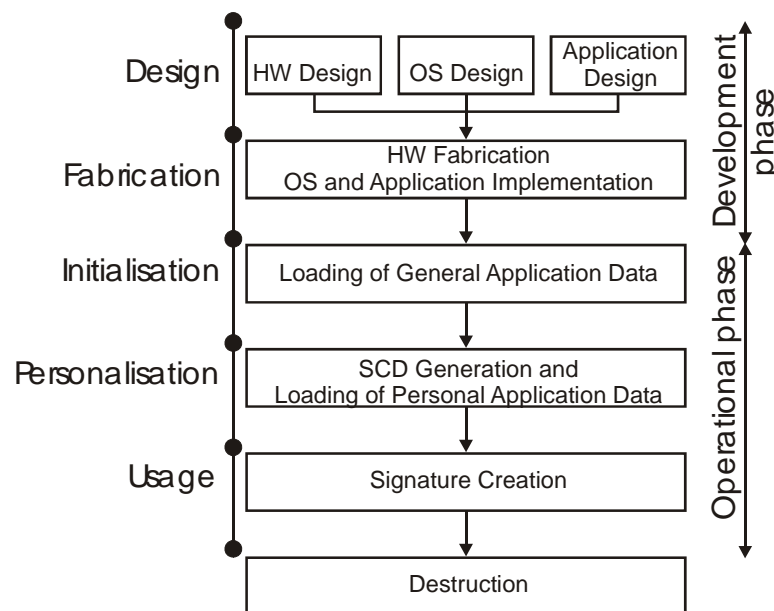 Design
HW Design
OS Design
Application
Design
Development
phase
Fabrication
HW Fabrication
OS and Application Implementation
Initialisation
Loading of General Application Data
Operational phase
Personalisation
SCD Generation and
Loading of Personal Application Data
Usage
Signature Creation
Destruction